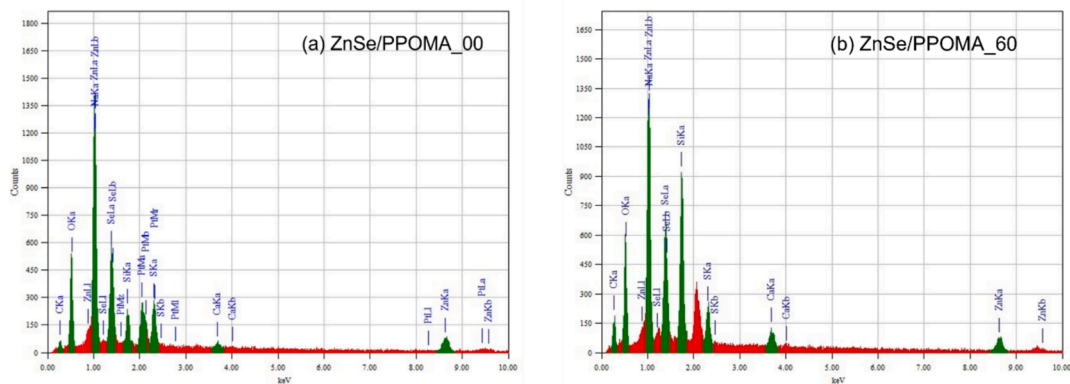 (a) ZnSe/PPOMA_00
Counts
1800
1650
1500
1350
1200
1050
900
750
600
450
300
150
0
CKa
OKa
ZnLl
NaKa ZnLa ZnLb
SeLl
SeLa SeLb
PtMz
SiKa
PtMa PtMb
SKa PtMr
SKb
PtMl
CaKa
CaKb
PtLl
ZnKa
PtLa
ZnKb
0.00 1.00 2.00 3.00 4.00 5.00 6.00 7.00 8.00 9.00 10.00
keV
(b) ZnSe/PPOMA_60
Counts
1650
1500
1350
1200
1050
900
750
600
450
300
150
0
CKa
OKa
ZnLl
NaKa ZnLa ZnLb
SeLl
SeLb SeLa
SiKa
SKa
SKb
CaKa
CaKb
ZnKa
ZnKb
0.00 1.00 2.00 3.00 4.00 5.00 6.00 7.00 8.00 9.00 10.00
keV